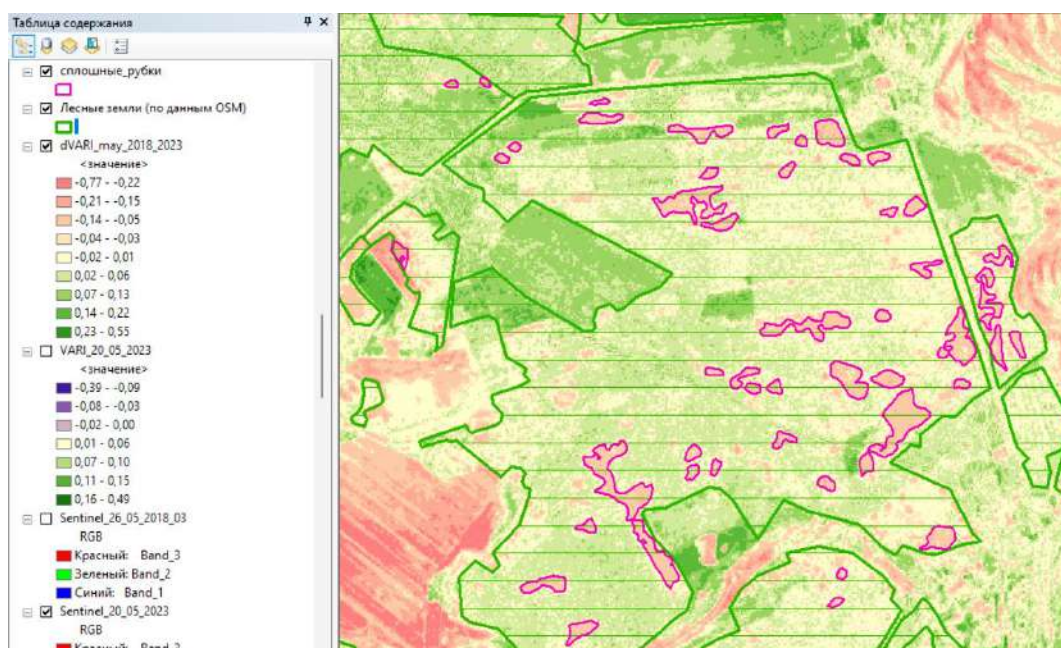 Таблица содержания
сплошные_рубки
Лесные земли (по данным OSM)
dVARI_may_2018_2023
<значение>
-0,77 - -0,22
-0,21 - -0,15
-0,14 - -0,05
-0,04 - -0,03
-0,02 - 0,01
0,02 - 0,06
0,07 - 0,13
0,14 - 0,22
0,23 - 0,55
VARI_20_05_2023
<значение>
-0,39 - -0,09
-0,08 - -0,03
-0,02 - 0,00
0,01 - 0,06
0,07 - 0,10
0,11 - 0,15
0,16 - 0,49
Sentinel_26_05_2018_03
RGB
Красный: Band_3
Зеленый: Band_2
Синий: Band_1
Sentinel_20_05_2023
RGB
Красный: Band_3